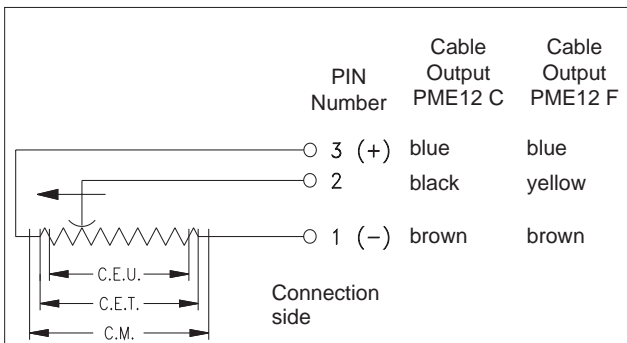 PIN
Number
Cable
Output
PME12 C
Cable
Output
PME12 F
3 (+) blue blue
2 black yellow
1 (−) brown brown
C.E.U.
C.E.T.
C.M.
Connection
side